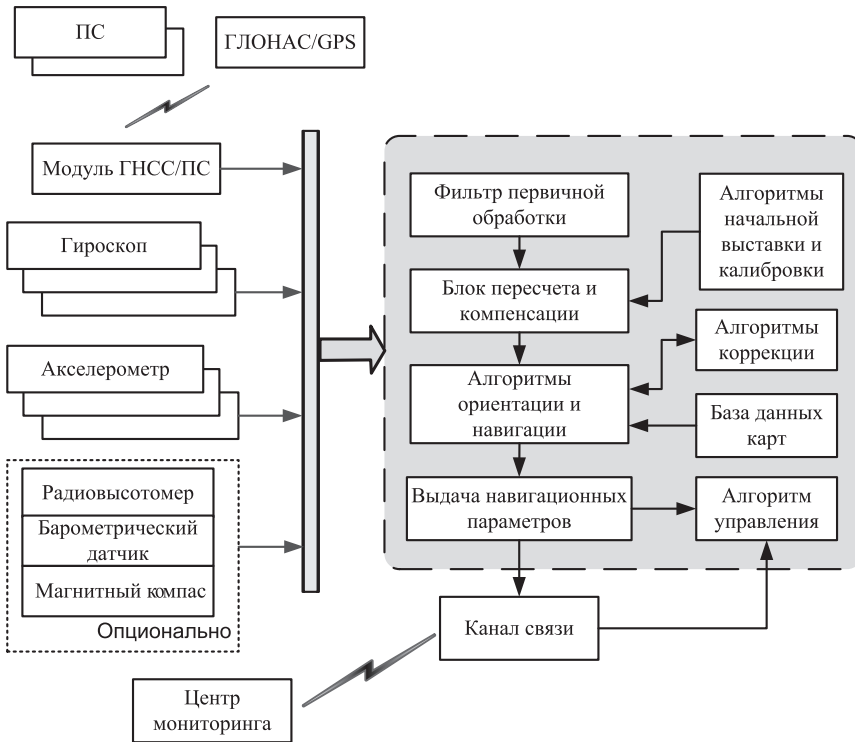 ПС
ГЛОНАС/GPS
Модуль ГНСС/ПС
Гироскоп
Акселерометр
Радиовысотомер
Барометрический
датчик
Магнитный компас
Опционально
Фильтр первичной
обработки
Блок пересчета и
компенсации
Алгоритмы
ориентации и
навигации
Выдача навигационных
параметров
Алгоритмы
начальной
выставки и
калибровки
Алгоритмы
коррекции
База данных
карт
Алгоритм
управления
Канал связи
Центр
мониторинга